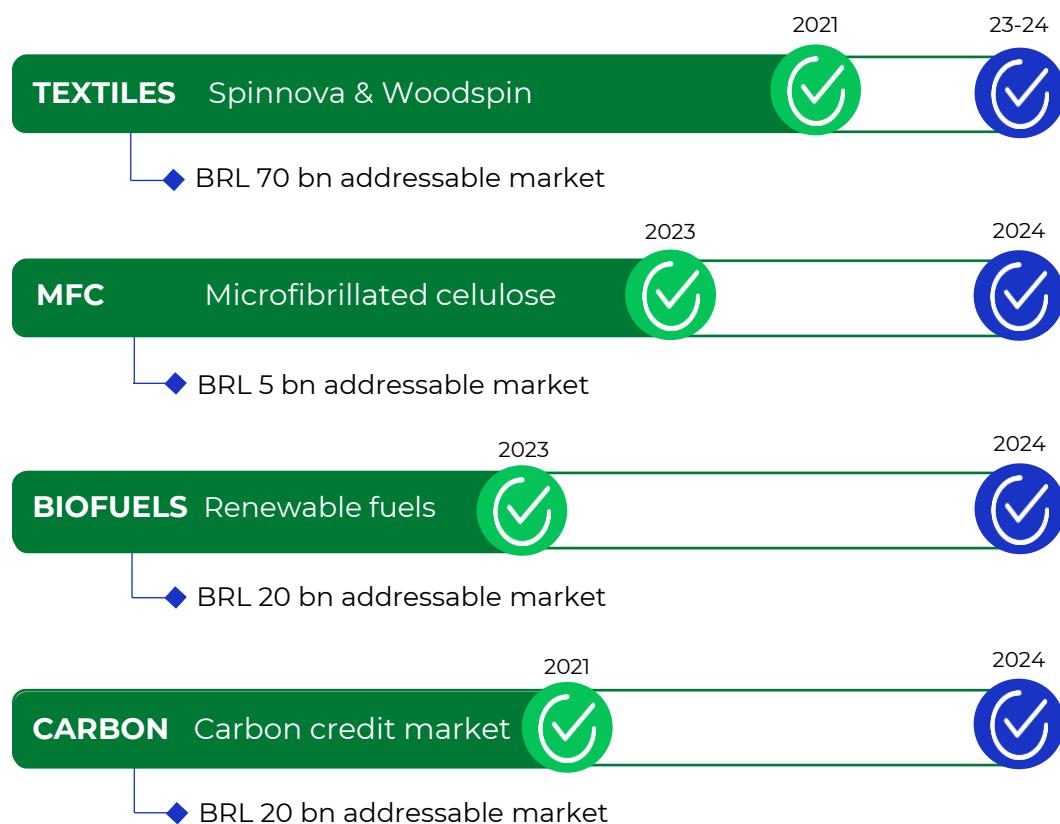 2021 23-24
TEXTILES Spinnova & Woodspin
BRL 70 bn addressable market
2023 2024
MFC Microfibrillated celulose
BRL 5 bn addressable market
2023 2024
BIOFUELS Renewable fuels
BRL 20 bn addressable market
2021 2024
CARBON Carbon credit market
BRL 20 bn addressable market